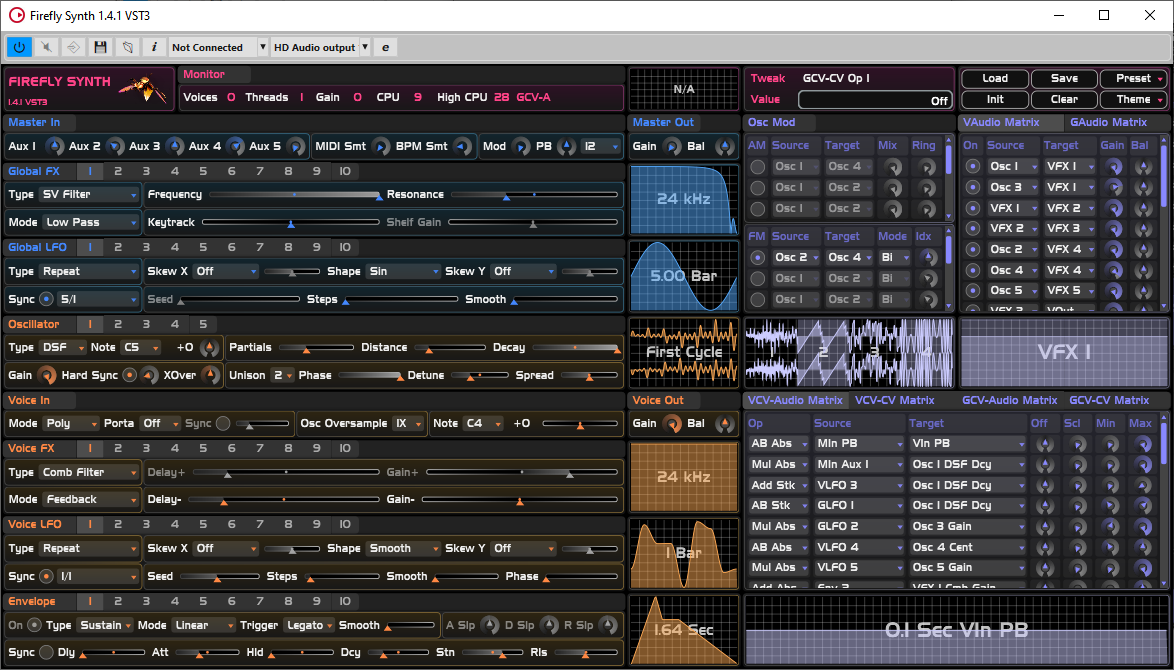 Firefly Synth 1.4.1 VST3
i Not Connected HD Audio output e
FIREFLY SYNTH
1.4.1 VST3
Monitor
Voices 0 Threads 1 Gain 0 CPU 9 High CPU 28 GCV-A
N/A
Tweak GCV-CV Op 1
Value Off
Load Save Preset
Init Clear Theme
Master In
Aux 1 Aux 2 Aux 3 Aux 4 Aux 5 MIDI Smt BPM Smt Mod PB 12
Master Out
Gain Bal
Global FX 1 2 3 4 5 6 7 8 9 10
Type SV Filter Frequency Resonance
Mode Low Pass Keytrack Shelf Gain
24 kHz
Global LFO 1 2 3 4 5 6 7 8 9 10
Type Repeat Skew X Off Shape Sin Skew Y Off
Sync 5/1 Seed Steps Smooth
5.00 Bar
Osc Mod
AM Source Target Mix Ring
Osc 1 Osc 4
Osc 1 Osc 2
Osc 1 Osc 2
FM Source Target Mode Idx
Osc 2 Osc 4 Bi
Osc 1 Osc 2 Bi
Osc 1 Osc 2 Bi
VAudio Matrix GAudio Matrix
On Source Target Gain Bal
Osc 1 VFX 1
Osc 3 VFX 1
VFX 1 VFX 2
VFX 2 VFX 3
Osc 2 VFX 4
Osc 4 VFX 4
Osc 5 VFX 5
VFX 3 VOut
Oscillator 1 2 3 4 5
Type DSF Note C5 +0 Partials Distance Decay
Gain Hard Sync XOver Unison 2 Phase Detune Spread
First Cycle
2 3 4
VFX 1
Voice In
Mode Poly Porta Off Sync Osc Oversample 1X Note C4 +0
Voice Out
Gain Bal
Voice FX 1 2 3 4 5 6 7 8 9 10
Type Comb Filter Delay+ Gain+
Mode Feedback Delay- Gain-
24 kHz
Voice LFO 1 2 3 4 5 6 7 8 9 10
Type Repeat Skew X Off Shape Smooth Skew Y Off
Sync 1/1 Seed Steps Smooth Phase
1 Bar
Envelope 1 2 3 4 5 6 7 8 9 10
On Type Sustain Mode Linear Trigger Legato Smooth A Slp D Slp R Slp
Sync Dly Att Hld Dcy Stn Rls
1.64 Sec
VCV-Audio Matrix VCV-CV Matrix GCV-Audio Matrix GCV-CV Matrix
Op Source Target Off Scl Min Max
AB Abs MIn PB VIn PB
Mul Abs MIn Aux 1 Osc 1 DSF Dcy
Add Stk VLFO 3 Osc 1 DSF Dcy
AB Stk GLFO 1 Osc 1 DSF Dcy
Mul Abs GLFO 2 Osc 3 Gain
AB Abs VLFO 4 Osc 4 Cent
Mul Abs VLFO 5 Osc 5 Gain
Add Abs Env 2 VFX 1 Cmb Gain
0.1 Sec VIn PB